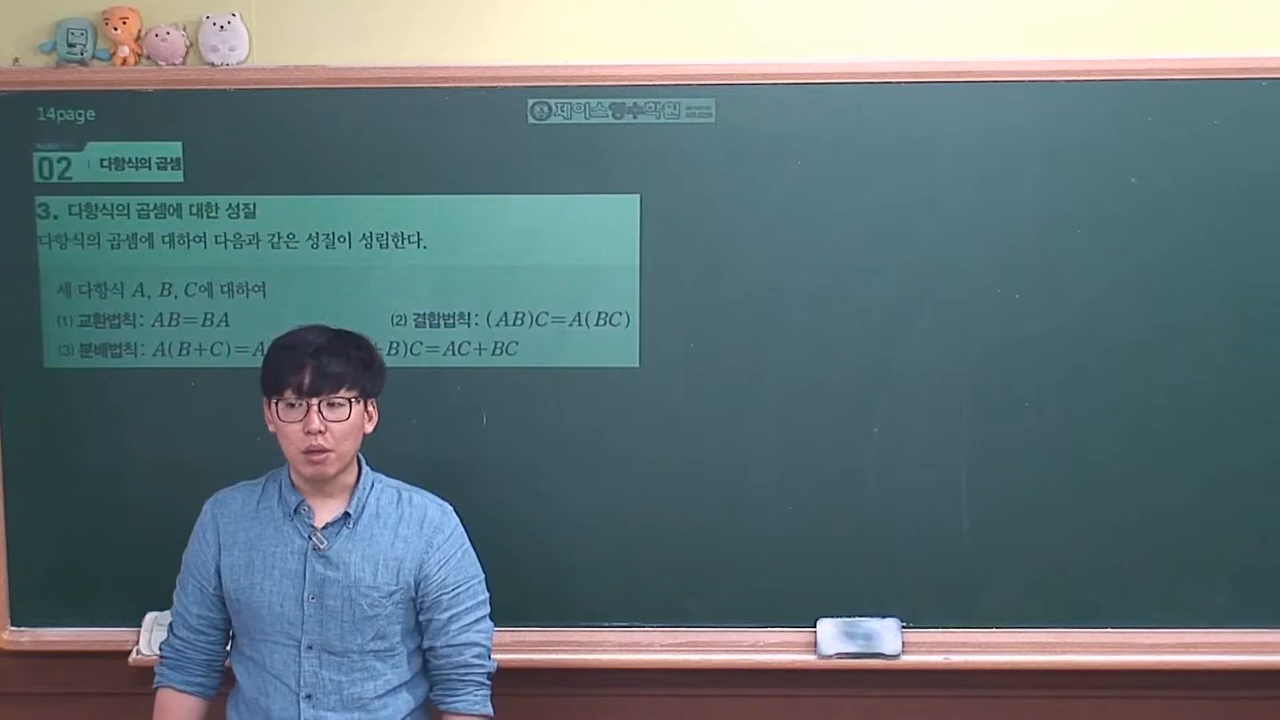 14page
제이스영수학원
02 다항식의 곱셈
3. 다항식의 곱셈에 대한 성질
다항식의 곱셈에 대하여 다음과 같은 성질이 성립한다.
세 다항식 A, B, C에 대하여
(1) 교환법칙: AB=BA (2) 결합법칙: (AB)C=A(BC)
(3) 분배법칙: A(B+C)=A +B)C=AC+BC